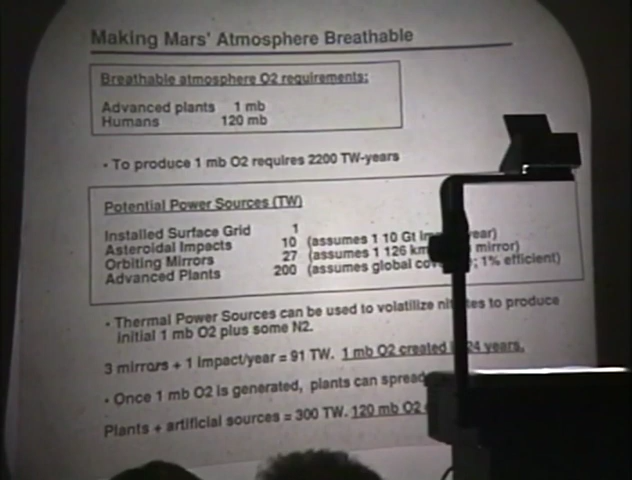 Making Mars' Atmosphere Breathable
Breathable atmosphere O2 requirements:
Advanced plants 1 mb
Humans 120 mb
• To produce 1 mb O2 requires 2200 TW-years
Potential Power Sources (TW)
Installed Surface Grid 1
Asteroidal Impacts 10 (assumes 1 10 Gt year)
Orbiting Mirrors 27 (assumes 1 126 km mirror)
Advanced Plants 200 (assumes global ; 1% efficient)
• Thermal Power Sources can be used to volatilize to produce
initial 1 mb O2 plus some N2.
3 mirrors + 1 impact/year = 91 TW. 1 mb O2 created 24 years.
• Once 1 mb O2 is generated, plants can spread
Plants + artificial sources = 300 TW. 120 mb O2